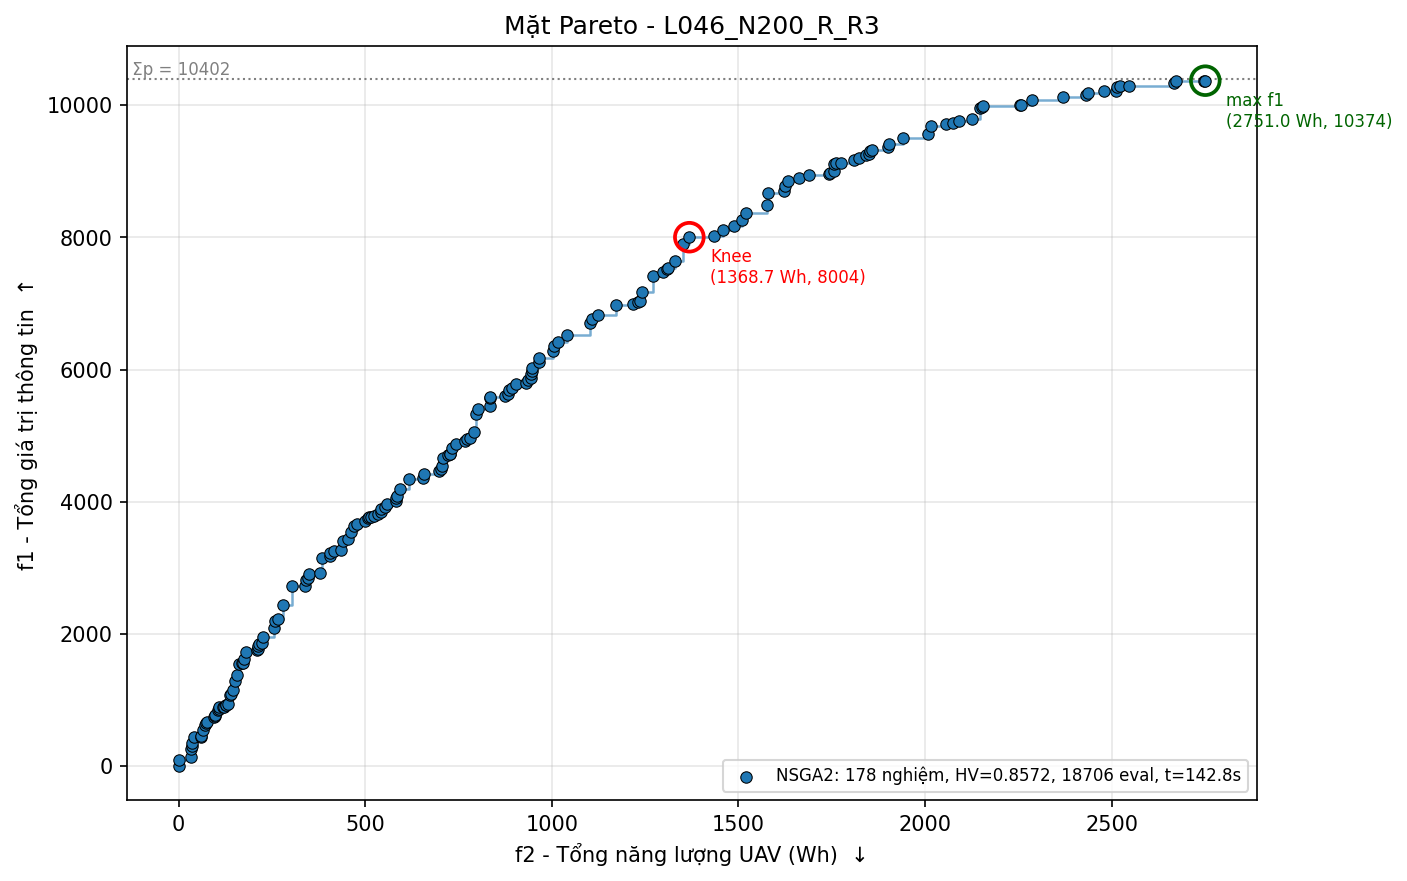 Mặt Pareto - L046_N200_R_R3
Σp = 10402
max f1
(2751.0 Wh, 10374)
Knee
(1368.7 Wh, 8004)
10000
8000
6000
4000
2000
0
f1 - Tổng giá trị thông tin ↑
NSGA2: 178 nghiệm, HV=0.8572, 18706 eval, t=142.8s
0 500 1000 1500 2000 2500
f2 - Tổng năng lượng UAV (Wh) ↓